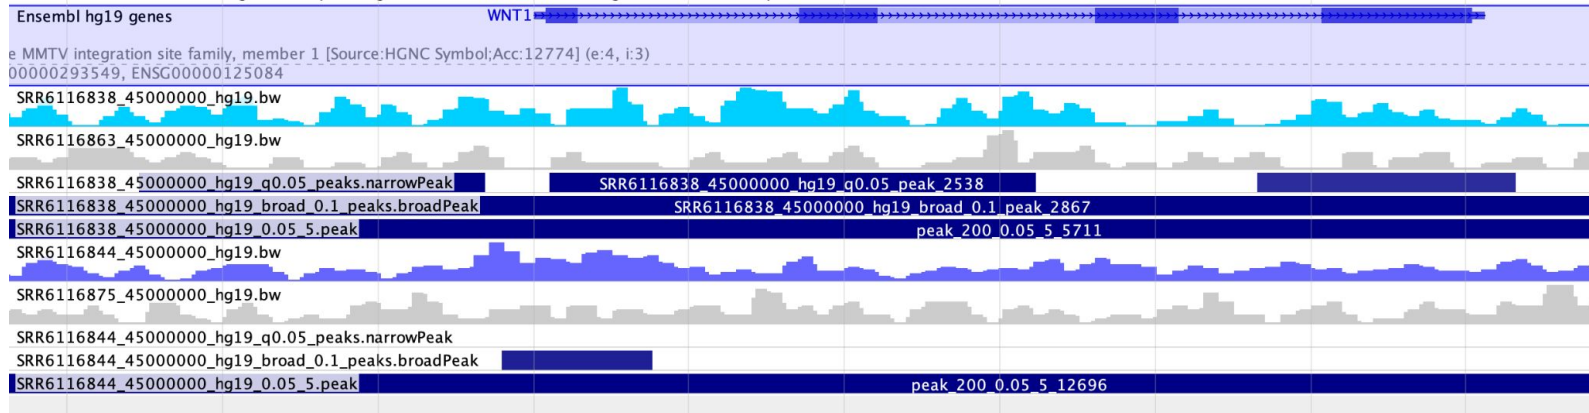 Ensembl hg19 genes
WNT1
e MMTV integration site family, member 1 [Source:HGNC Symbol;Acc:12774] (e:4, i:3)
00000293549, ENSG00000125084
SRR6116838_45000000_hg19.bw
SRR6116863_45000000_hg19.bw
SRR6116838_45000000_hg19_q0.05_peaks.narrowPeak
SRR6116838_45000000_hg19_q0.05_peak_2538
SRR6116838_45000000_hg19_broad_0.1_peaks.broadPeak
SRR6116838_45000000_hg19_broad_0.1_peak_2867
SRR6116838_45000000_hg19_0.05_5.peak
peak_200_0.05_5_5711
SRR6116844_45000000_hg19.bw
SRR6116875_45000000_hg19.bw
SRR6116844_45000000_hg19_q0.05_peaks.narrowPeak
SRR6116844_45000000_hg19_broad_0.1_peaks.broadPeak
SRR6116844_45000000_hg19_0.05_5.peak
peak_200_0.05_5_12696